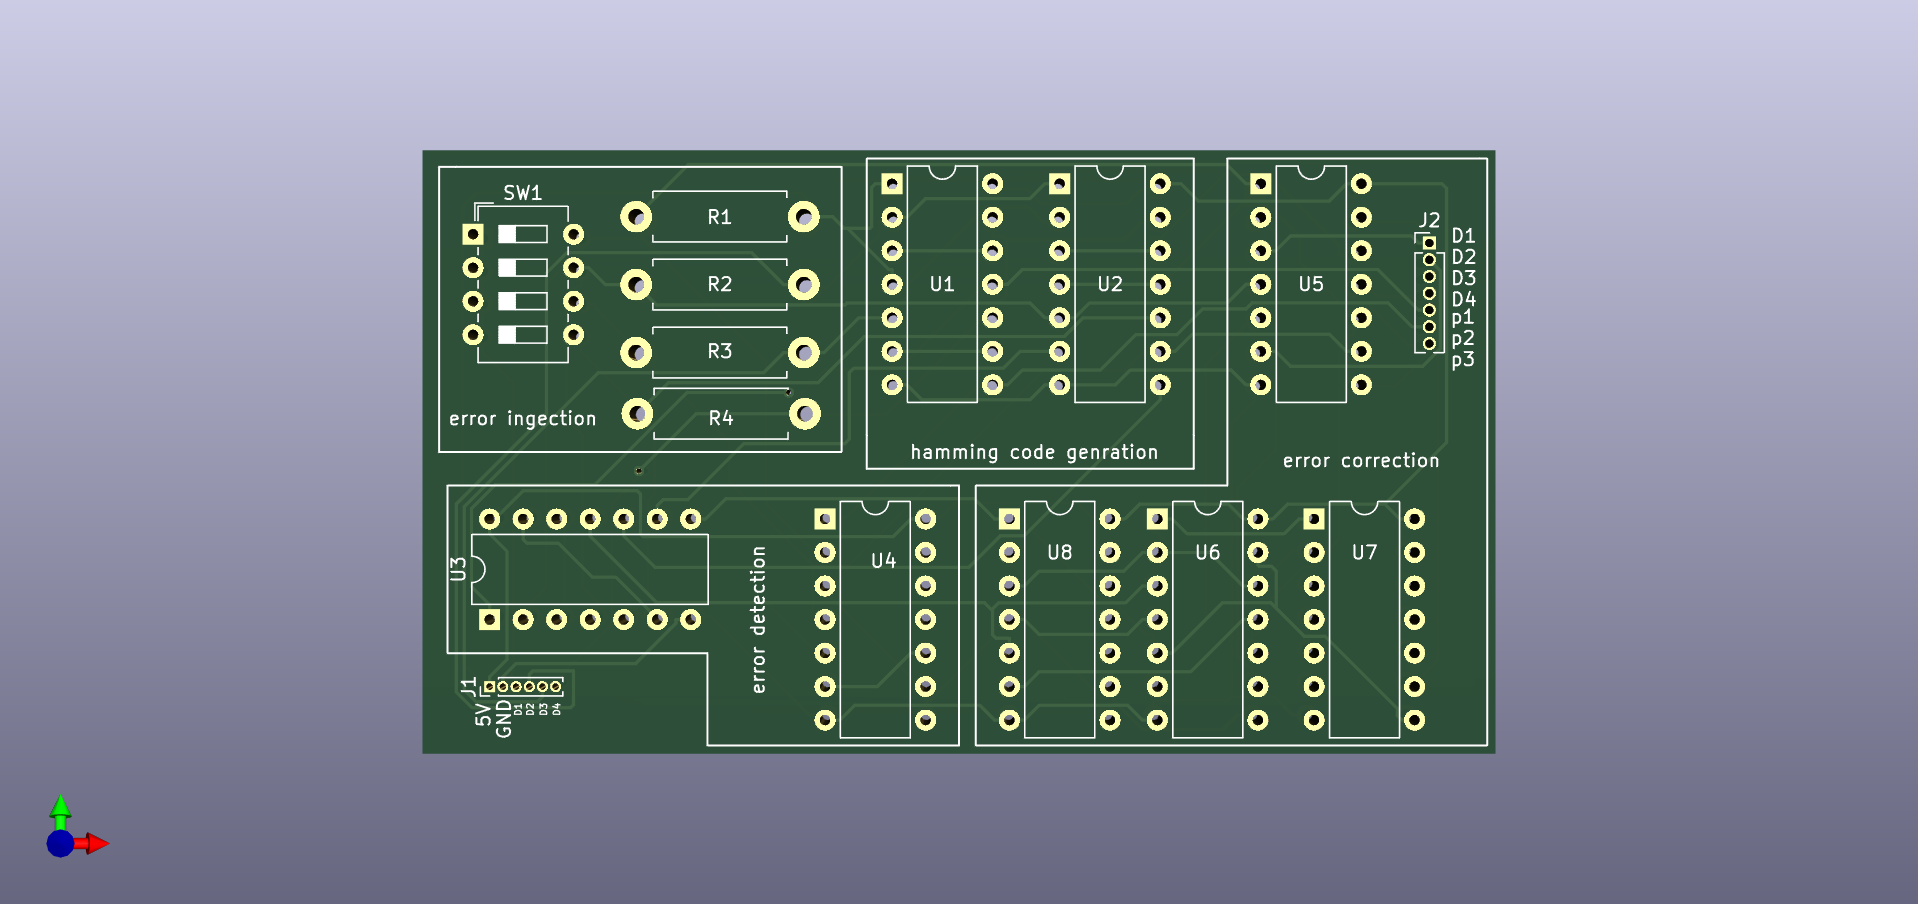 SW1
R1
R2
R3
R4
error ingection
U1
U2
hamming code genration
U5
J2
D1
D2
D3
D4
p1
p2
p3
error correction
U3
U4
error detection
J1
5V
GND
D1
D2
D3
D4
U8
U6
U7